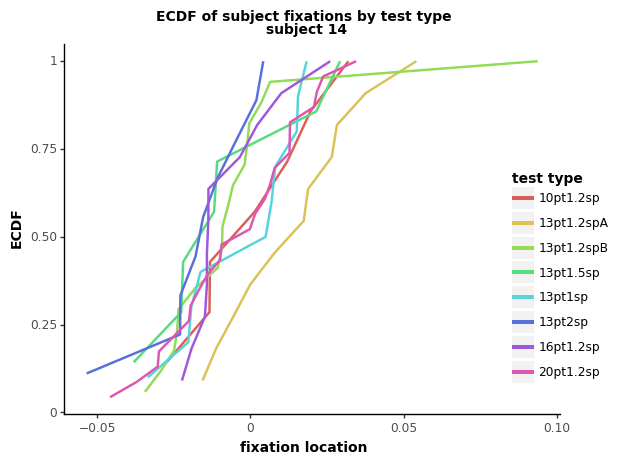 ECDF of subject fixations by test type
subject 14
1
0.75
0.50
0.25
0
ECDF
−0.05
0
0.05
0.10
fixation location
test type
10pt1.2sp
13pt1.2spA
13pt1.2spB
13pt1.5sp
13pt1sp
13pt2sp
16pt1.2sp
20pt1.2sp